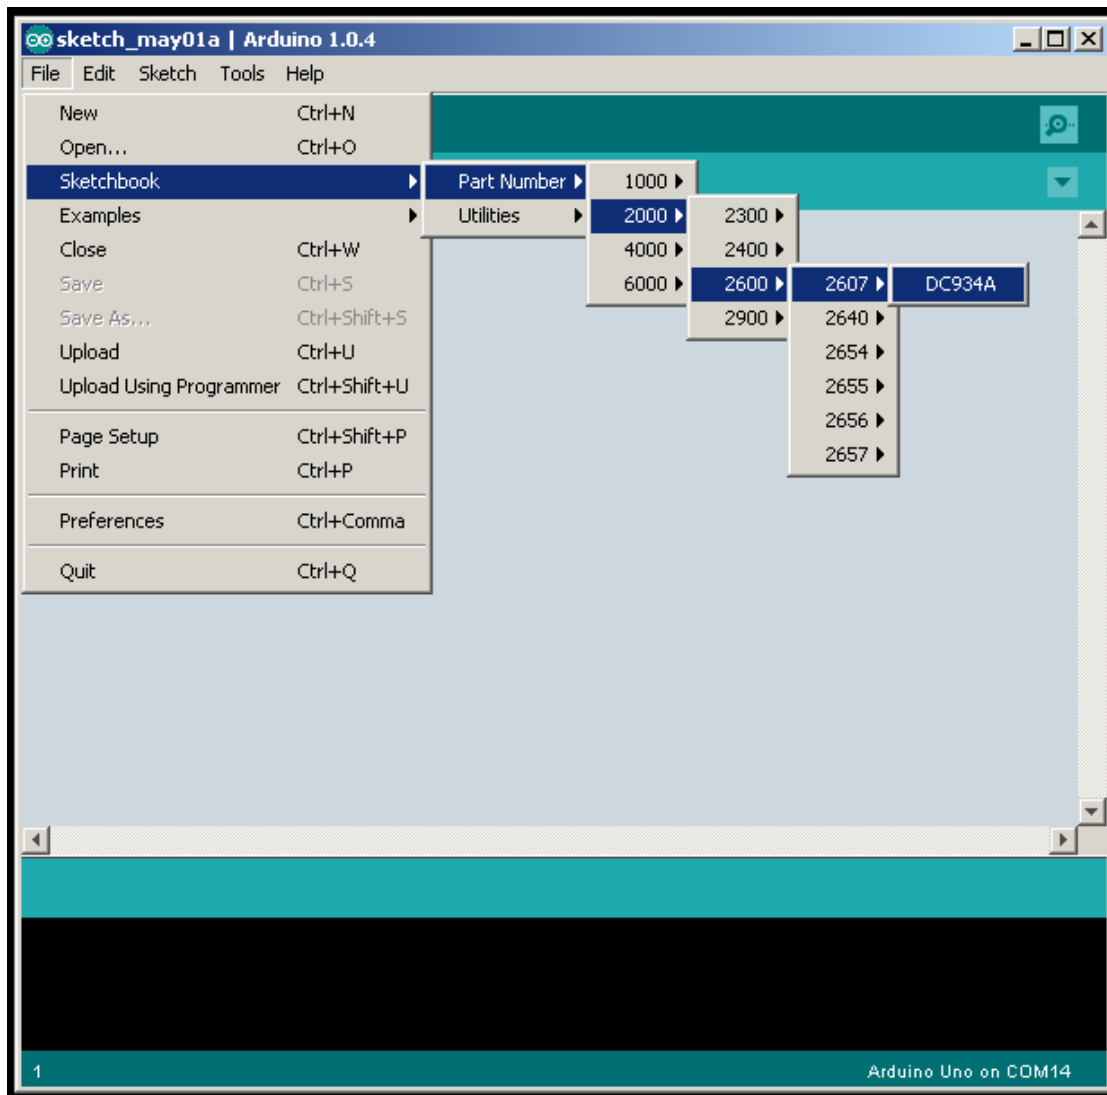 sketch_may01a | Arduino 1.0.4
File Edit Sketch Tools Help
New Ctrl+N
Open... Ctrl+O
Sketchbook Part Number 1000
Examples Utilities 2000 2300
Close Ctrl+W 4000 2400
Save Ctrl+S 6000 2600 2607 DC934A
Save As... Ctrl+Shift+S 2900 2640
Upload Ctrl+U 2654
Upload Using Programmer Ctrl+Shift+U 2655
2656
Page Setup Ctrl+Shift+P
2657
Print Ctrl+P
Preferences Ctrl+Comma
Quit Ctrl+Q
1 Arduino Uno on COM14